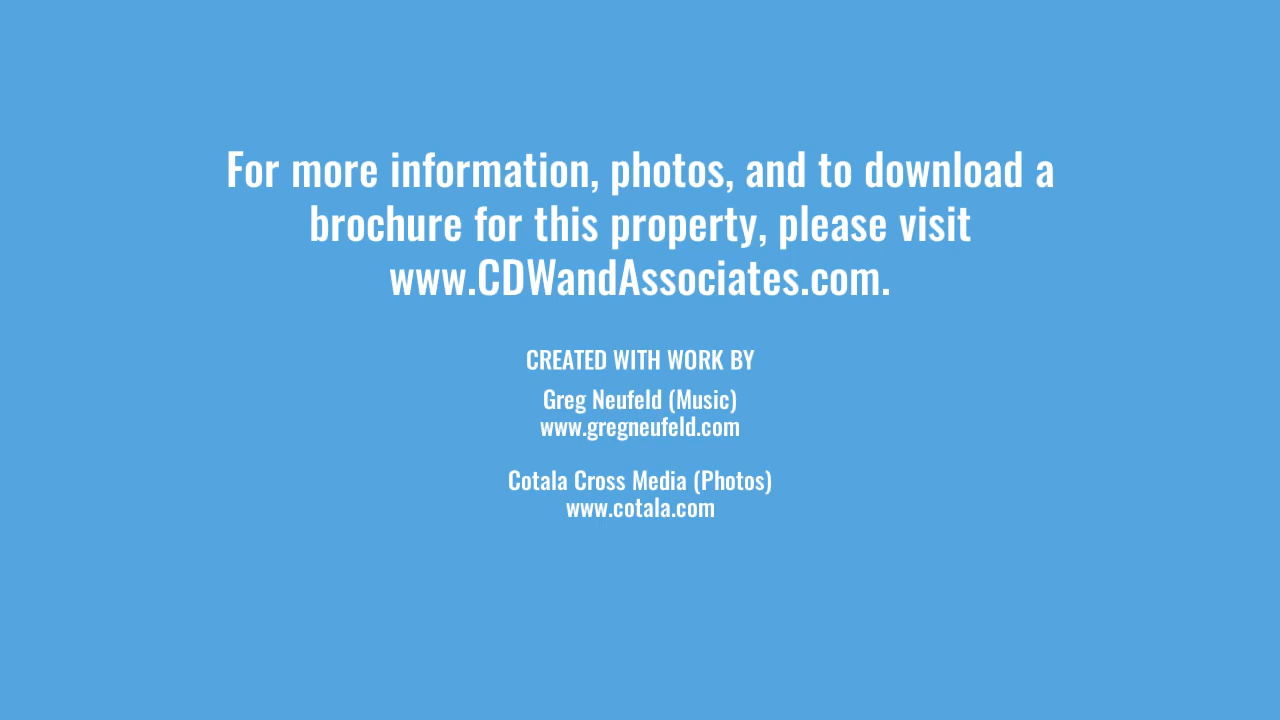 For more information, photos, and to download a
brochure for this property, please visit
www.CDWandAssociates.com.
CREATED WITH WORK BY
Greg Neufeld (Music)
www.gregneufeld.com
Cotala Cross Media (Photos)
www.cotala.com